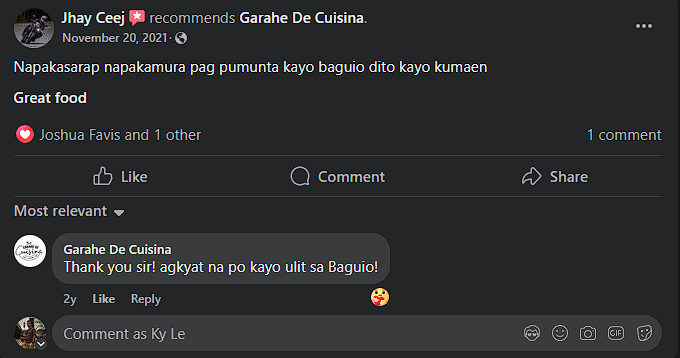 Jhay Ceej recommends Garahe De Cuisina.
November 20, 2021 ·
Napakasarap napakamura pag pumunta kayo baguio dito kayo kumaen
Great food
Joshua Favis and 1 other
1 comment
Like
Comment
Share
Most relevant
Garahe De Cuisina
Thank you sir! agkyat na po kayo ulit sa Baguio!
2y Like Reply
Comment as Ky Le
GIF